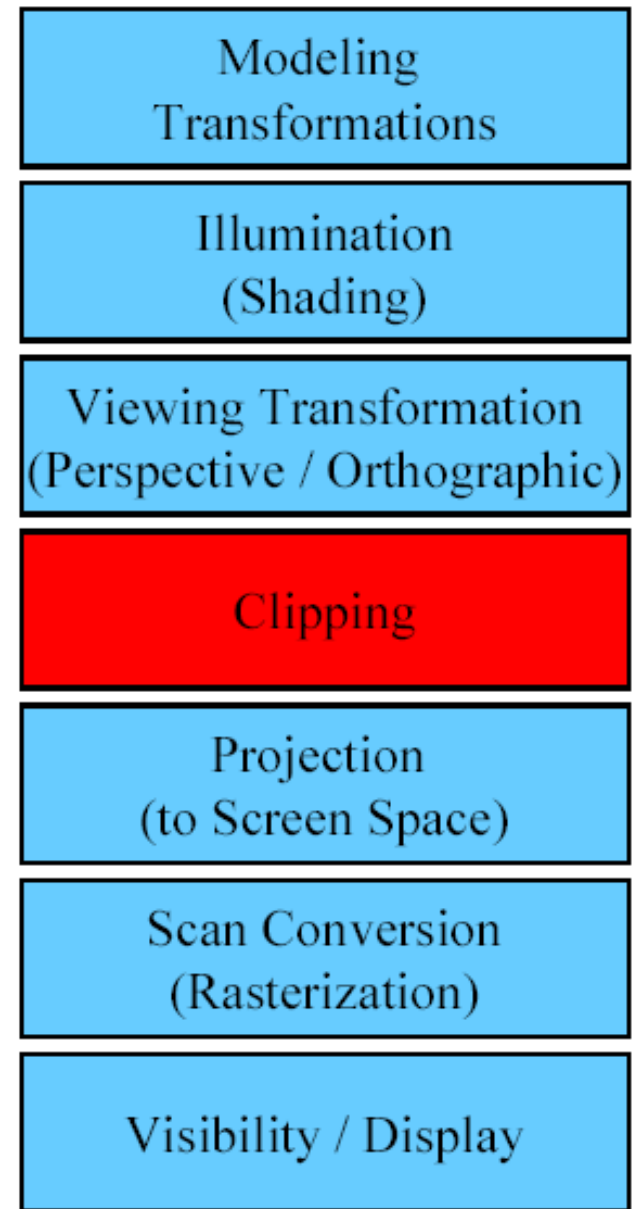 Modeling
Transformations
Illumination
(Shading)
Viewing Transformation
(Perspective / Orthographic)
Clipping
Projection
(to Screen Space)
Scan Conversion
(Rasterization)
Visibility / Display